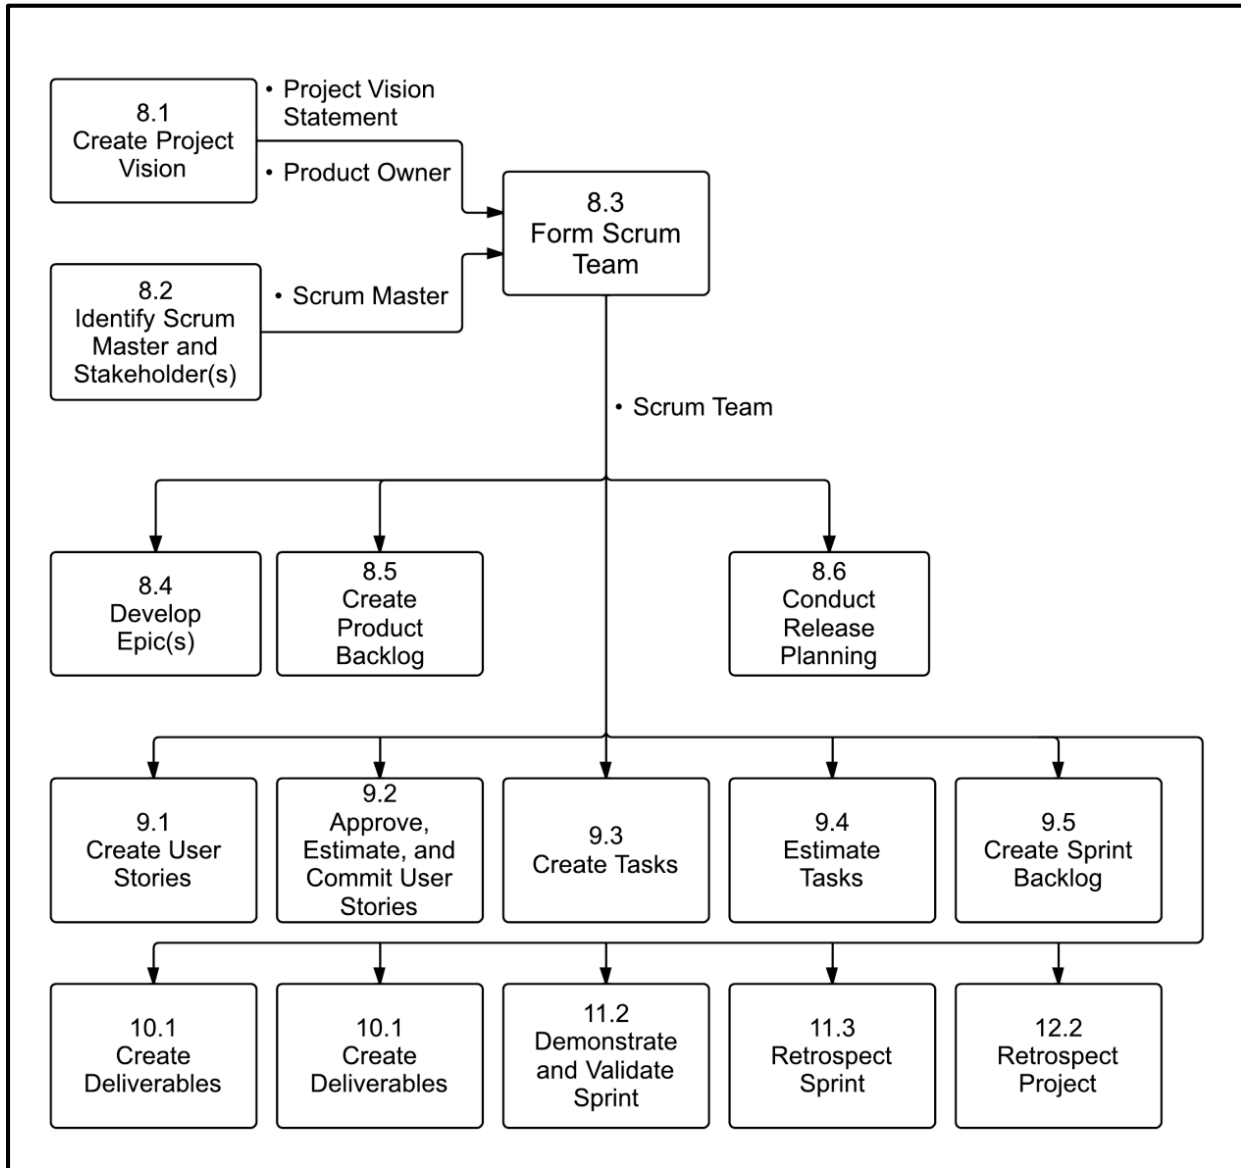 8.1
Create Project
Vision
• Project Vision
Statement
• Product Owner
8.2
Identify Scrum
Master and
Stakeholder(s)
• Scrum Master
8.3
Form Scrum
Team
• Scrum Team
8.4
Develop
Epic(s)
8.5
Create
Product
Backlog
8.6
Conduct
Release
Planning
9.1
Create User
Stories
9.2
Approve,
Estimate, and
Commit User
Stories
9.3
Create Tasks
9.4
Estimate
Tasks
9.5
Create Sprint
Backlog
10.1
Create
Deliverables
10.1
Create
Deliverables
11.2
Demonstrate
and Validate
Sprint
11.3
Retrospect
Sprint
12.2
Retrospect
Project